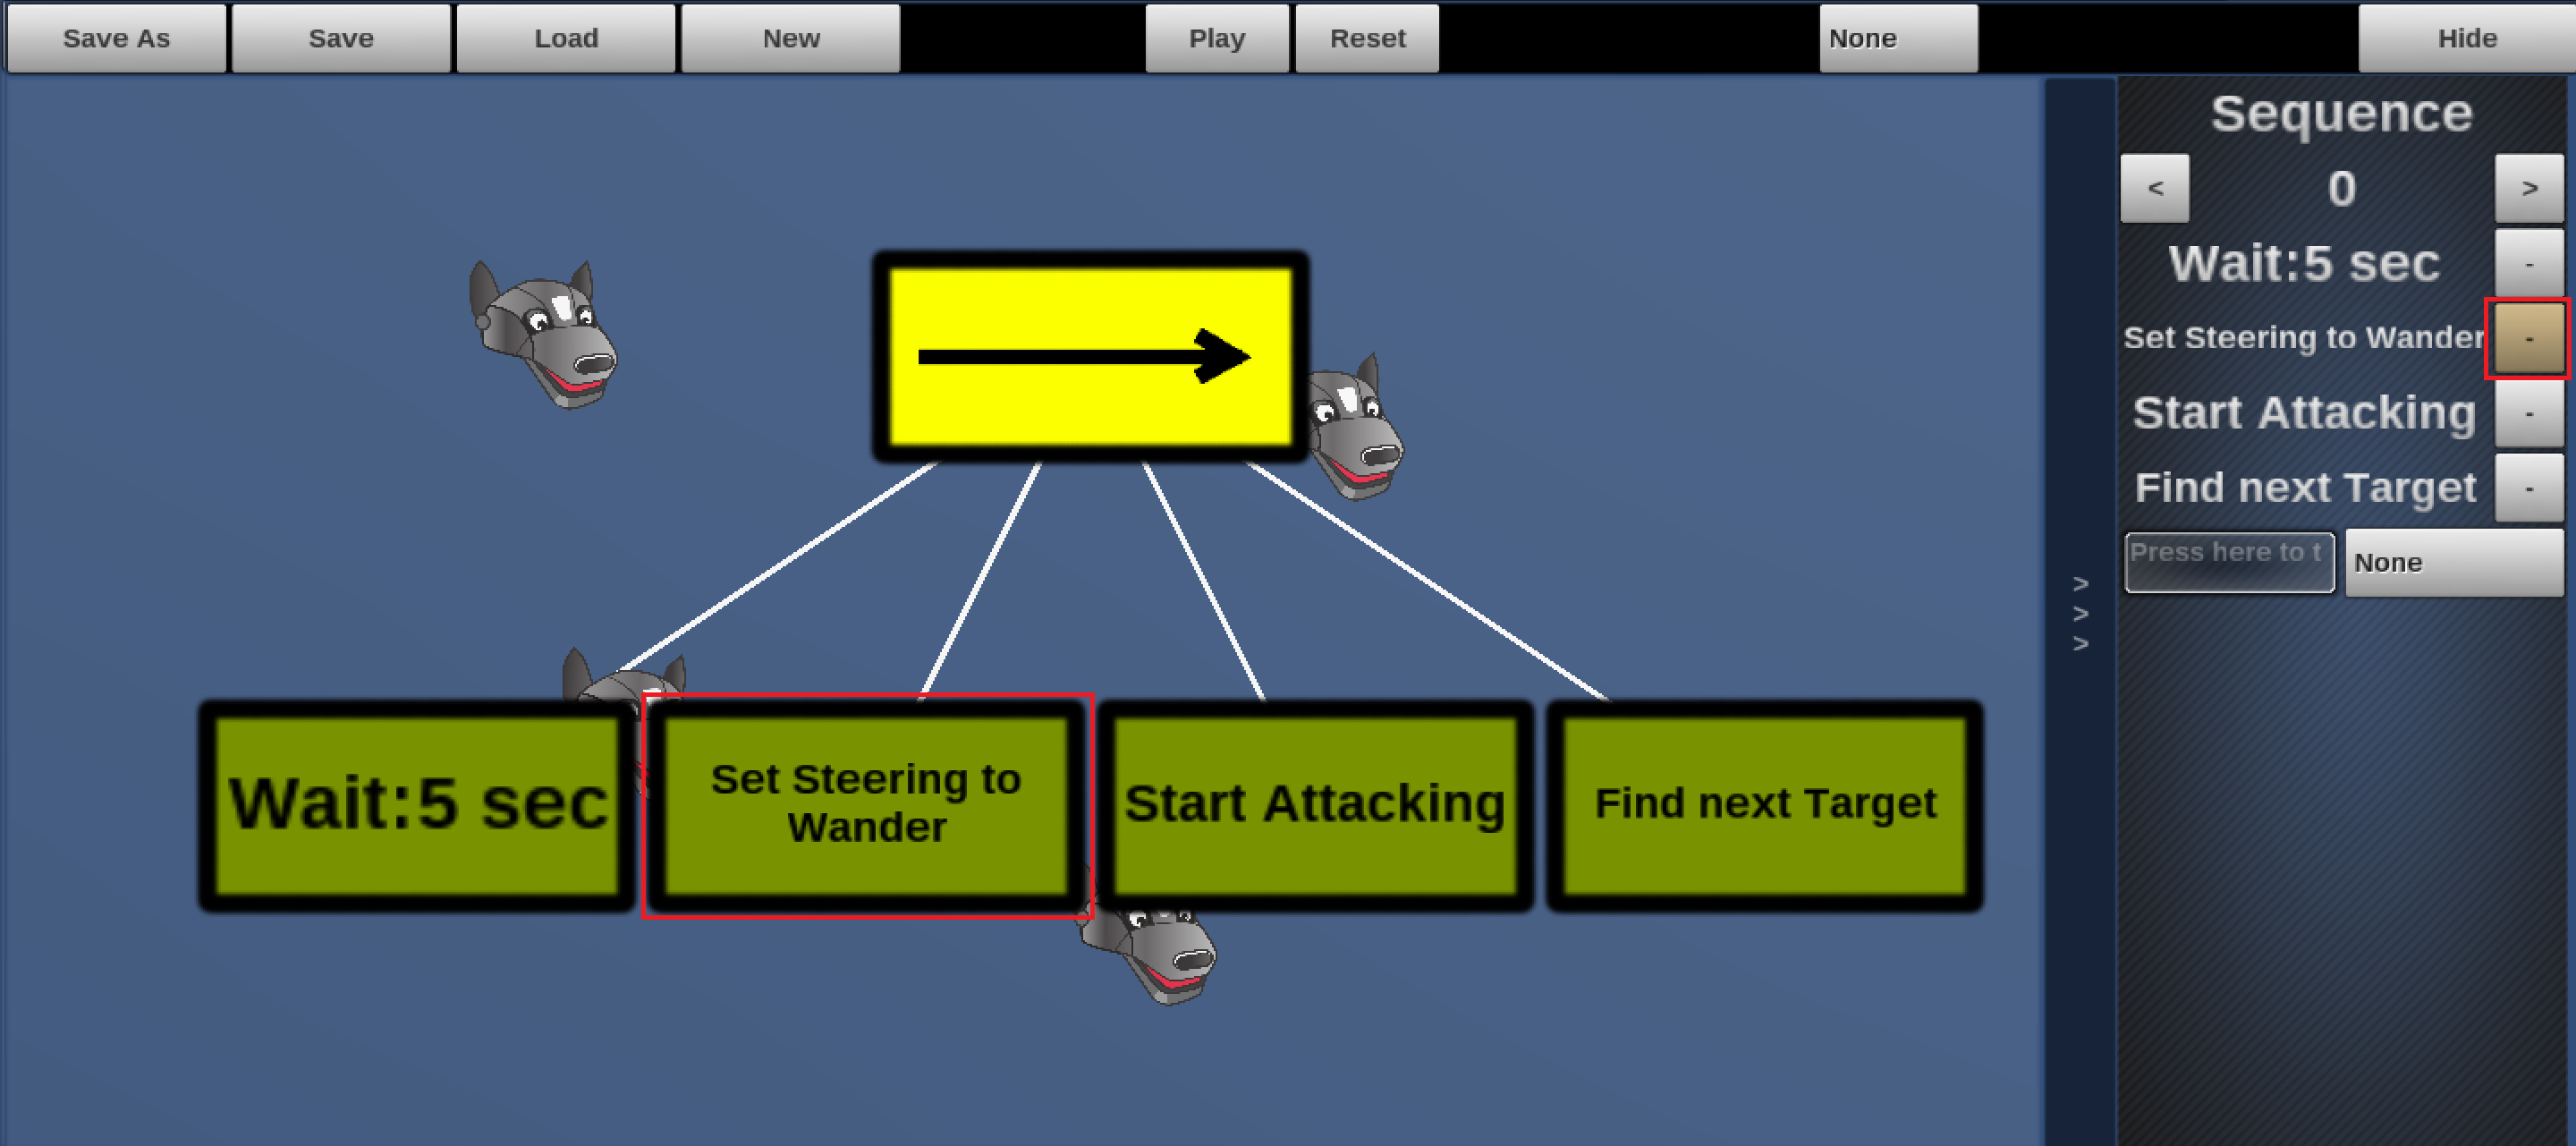 Save As
Save
Load
New
Play
Reset
None
Hide
Sequence
<
0
>
Wait:5 sec
-
Set Steering to Wander
-
Start Attacking
-
Find next Target
-
Press here to t
None
>
>
>
Wait:5 sec
Set Steering to
Wander
Start Attacking
Find next Target